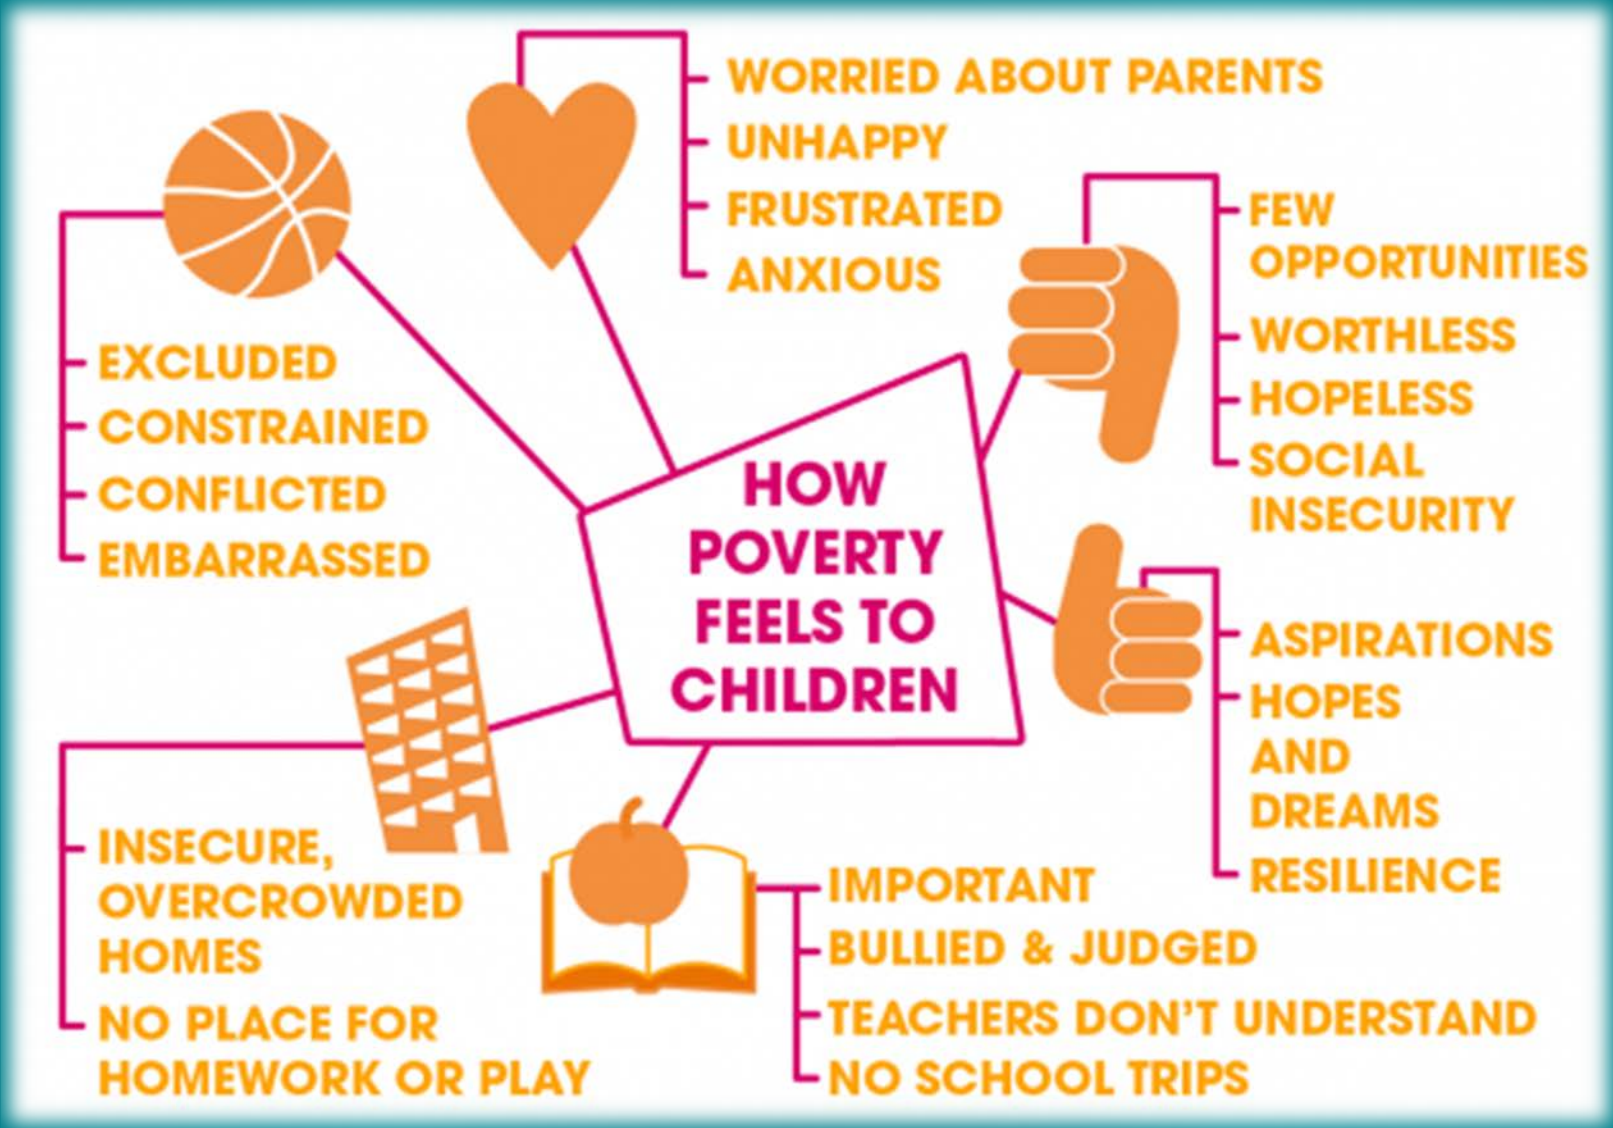 WORRIED ABOUT PARENTS
UNHAPPY
FRUSTRATED
ANXIOUS
FEW
OPPORTUNITIES
WORTHLESS
HOPELESS
SOCIAL
INSECURITY
EXCLUDED
CONSTRAINED
CONFLICTED
EMBARRASSED
HOW
POVERTY
FEELS TO
CHILDREN
ASPIRATIONS
HOPES
AND
DREAMS
RESILIENCE
INSECURE,
OVERCROWDED
HOMES
NO PLACE FOR
HOMEWORK OR PLAY
IMPORTANT
BULLIED & JUDGED
TEACHERS DON'T UNDERSTAND
NO SCHOOL TRIPS